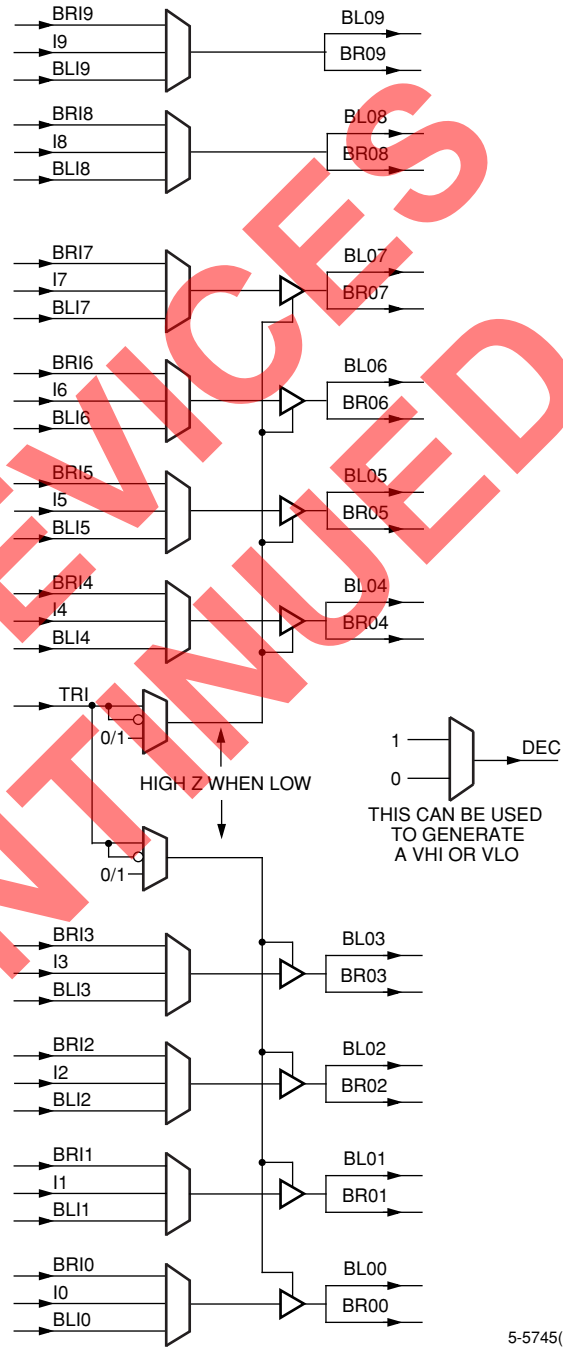 BRI9
I9
BLI9
BL09
BR09
BRI8
I8
BLI8
BL08
BR08
BRI7
I7
BLI7
BL07
BR07
BRI6
I6
BLI6
BL06
BR06
BRI5
I5
BLI5
BL05
BR05
BRI4
I4
BLI4
BL04
BR04
TRI
0/1
HIGH Z WHEN LOW
0/1
1
0
DEC
THIS CAN BE USED
TO GENERATE
A VHI OR VLO
BRI3
I3
BLI3
BL03
BR03
BRI2
I2
BLI2
BL02
BR02
BRI1
I1
BLI1
BL01
BR01
BRI0
I0
BLI0
BL00
BR00
5-5745(
EVICES
NTINUED